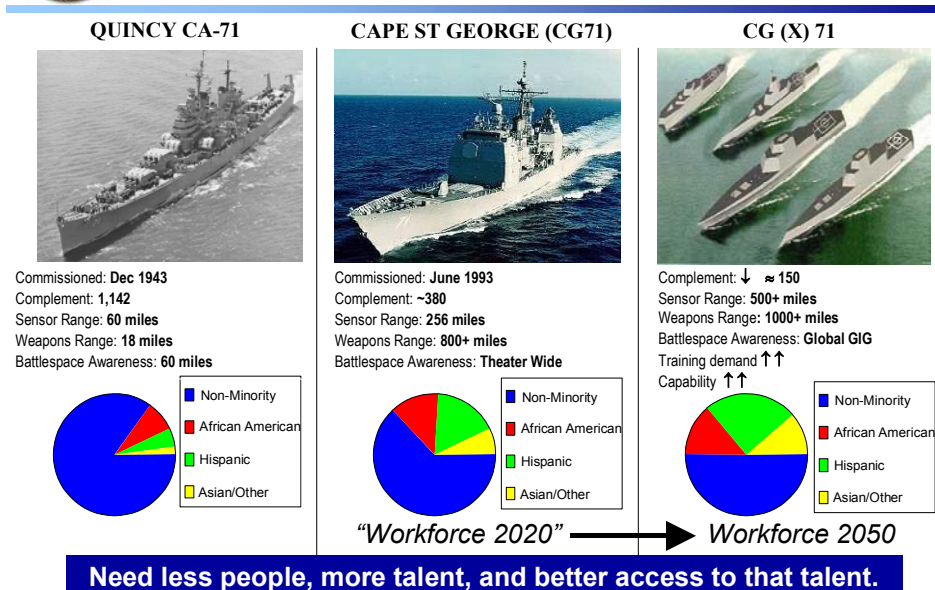 QUINCY CA-71
Commissioned: Dec 1943
Complement: 1,142
Sensor Range: 60 miles
Weapons Range: 18 miles
Battlespace Awareness: 60 miles
Non-Minority
African American
Hispanic
Asian/Other
CAPE ST GEORGE (CG71)
Commissioned: June 1993
Complement: ~380
Sensor Range: 256 miles
Weapons Range: 800+ miles
Battlespace Awareness: Theater Wide
Non-Minority
African American
Hispanic
Asian/Other
CG (X) 71
Complement: ↓ ≈ 150
Sensor Range: 500+ miles
Weapons Range: 1000+ miles
Battlespace Awareness: Global GIG
Training demand ↑↑
Capability ↑↑
Non-Minority
African American
Hispanic
Asian/Other
“Workforce 2020” → Workforce 2050
Need less people, more talent, and better access to that talent.